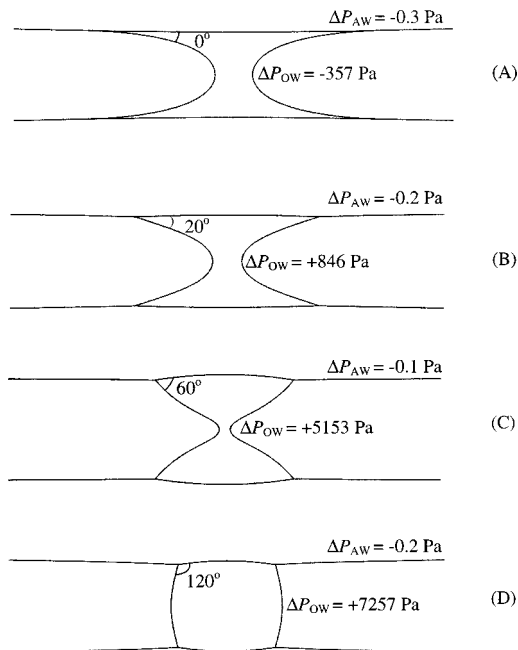 ΔP_AW = -0.3 Pa
0°
ΔP_OW = -357 Pa
(A)
ΔP_AW = -0.2 Pa
20°
ΔP_OW = +846 Pa
(B)
ΔP_AW = -0.1 Pa
60°
ΔP_OW = +5153 Pa
(C)
ΔP_AW = -0.2 Pa
120°
ΔP_OW = +7257 Pa
(D)